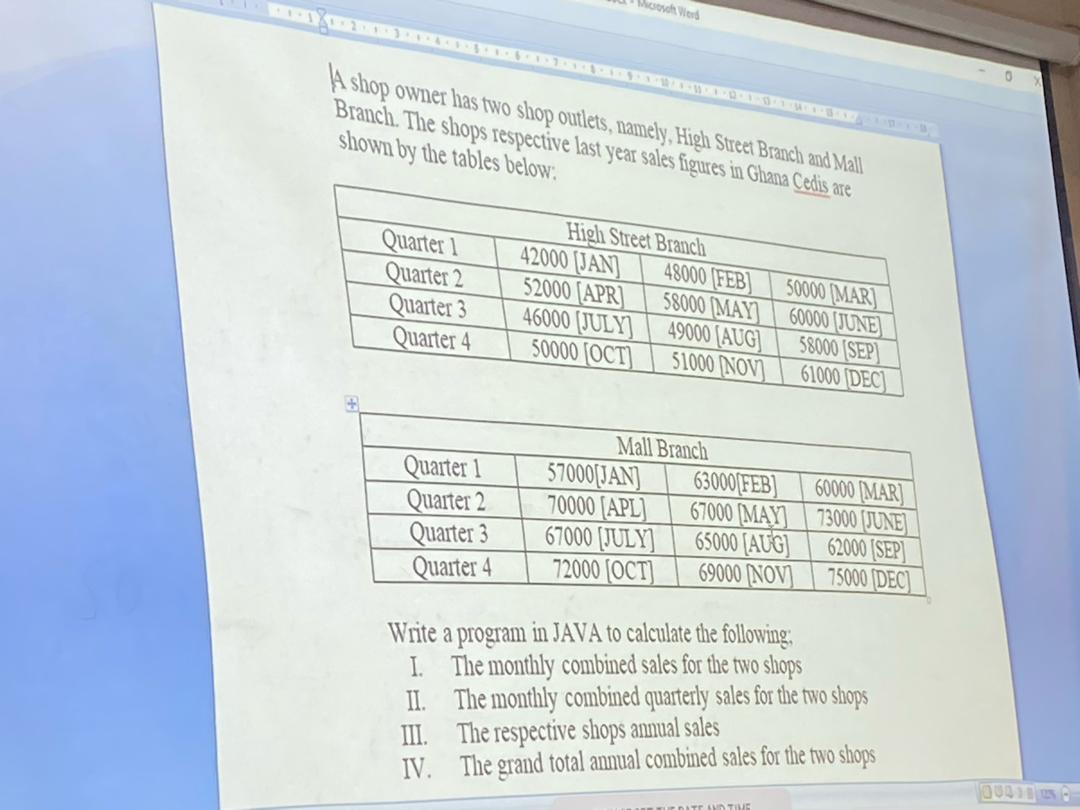 Microsoft Word
A shop owner has two shop outlets, namely, High Street Branch and Mall
Branch. The shops respective last year sales figures in Ghana Cedis are
shown by the tables below:
High Street Branch
Quarter 1 42000 [JAN] 48000 [FEB] 50000 [MAR]
Quarter 2 52000 [APR] 58000 [MAY] 60000 [JUNE]
Quarter 3 46000 [JULY] 49000 [AUG] 58000 [SEP]
Quarter 4 50000 [OCT] 51000 [NOV] 61000 [DEC]
Mall Branch
Quarter 1 57000[JAN] 63000[FEB] 60000 [MAR]
Quarter 2 70000 [APL] 67000 [MAY] 73000 [JUNE]
Quarter 3 67000 [JULY] 65000 [AUG] 62000 [SEP]
Quarter 4 72000 [OCT] 69000 [NOV] 75000 [DEC]
Write a program in JAVA to calculate the following;
I. The monthly combined sales for the two shops
II. The monthly combined quarterly sales for the two shops
III. The respective shops annual sales
IV. The grand total annual combined sales for the two shops
THE DATE AND TIME